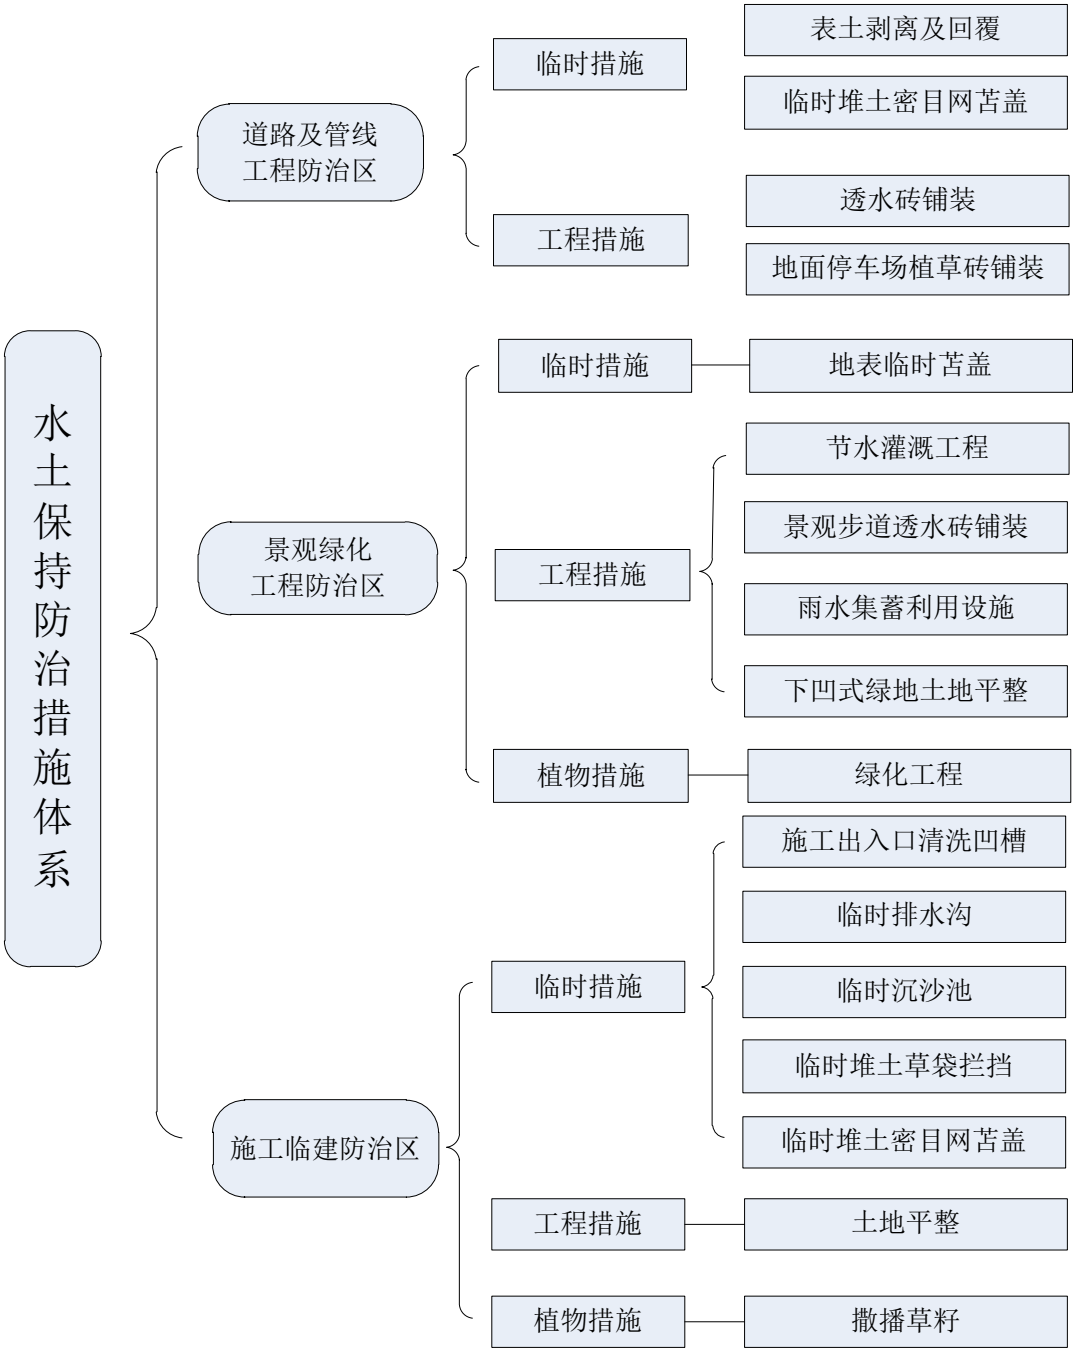 水土保持防治措施体系
道路及管线
工程防治区
临时措施
表土剥离及回覆
临时堆土密目网苫盖
工程措施
透水砖铺装
地面停车场植草砖铺装
景观绿化
工程防治区
临时措施
地表临时苫盖
工程措施
节水灌溉工程
景观步道透水砖铺装
雨水集蓄利用设施
下凹式绿地土地平整
植物措施
绿化工程
施工临建防治区
临时措施
施工出入口清洗凹槽
临时排水沟
临时沉沙池
临时堆土草袋拦挡
临时堆土密目网苫盖
工程措施
土地平整
植物措施
撒播草籽